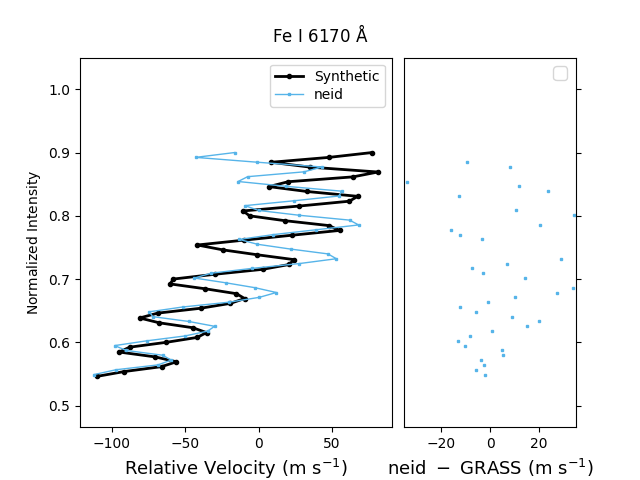 Fe I 6170 Å
Synthetic
neid
1.0
0.9
0.8
0.7
0.6
0.5
Normalized Intensity
−100
−50
0
50
Relative Velocity (m s⁻¹)
−20
0
20
neid − GRASS (m s⁻¹)